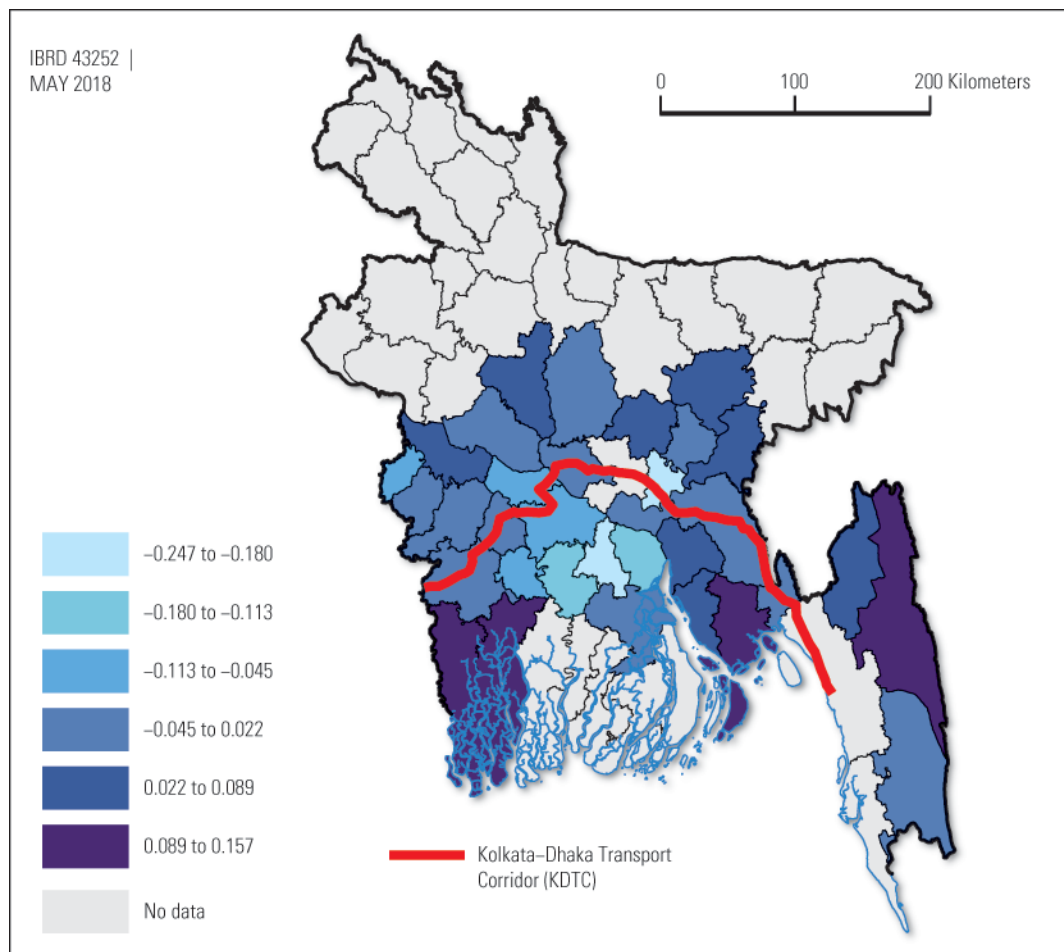 IBRD 43252 |
MAY 2018
0 100 200 Kilometers
–0.247 to –0.180
–0.180 to –0.113
–0.113 to –0.045
–0.045 to 0.022
0.022 to 0.089
0.089 to 0.157
No data
Kolkata–Dhaka Transport
Corridor (KDTC)